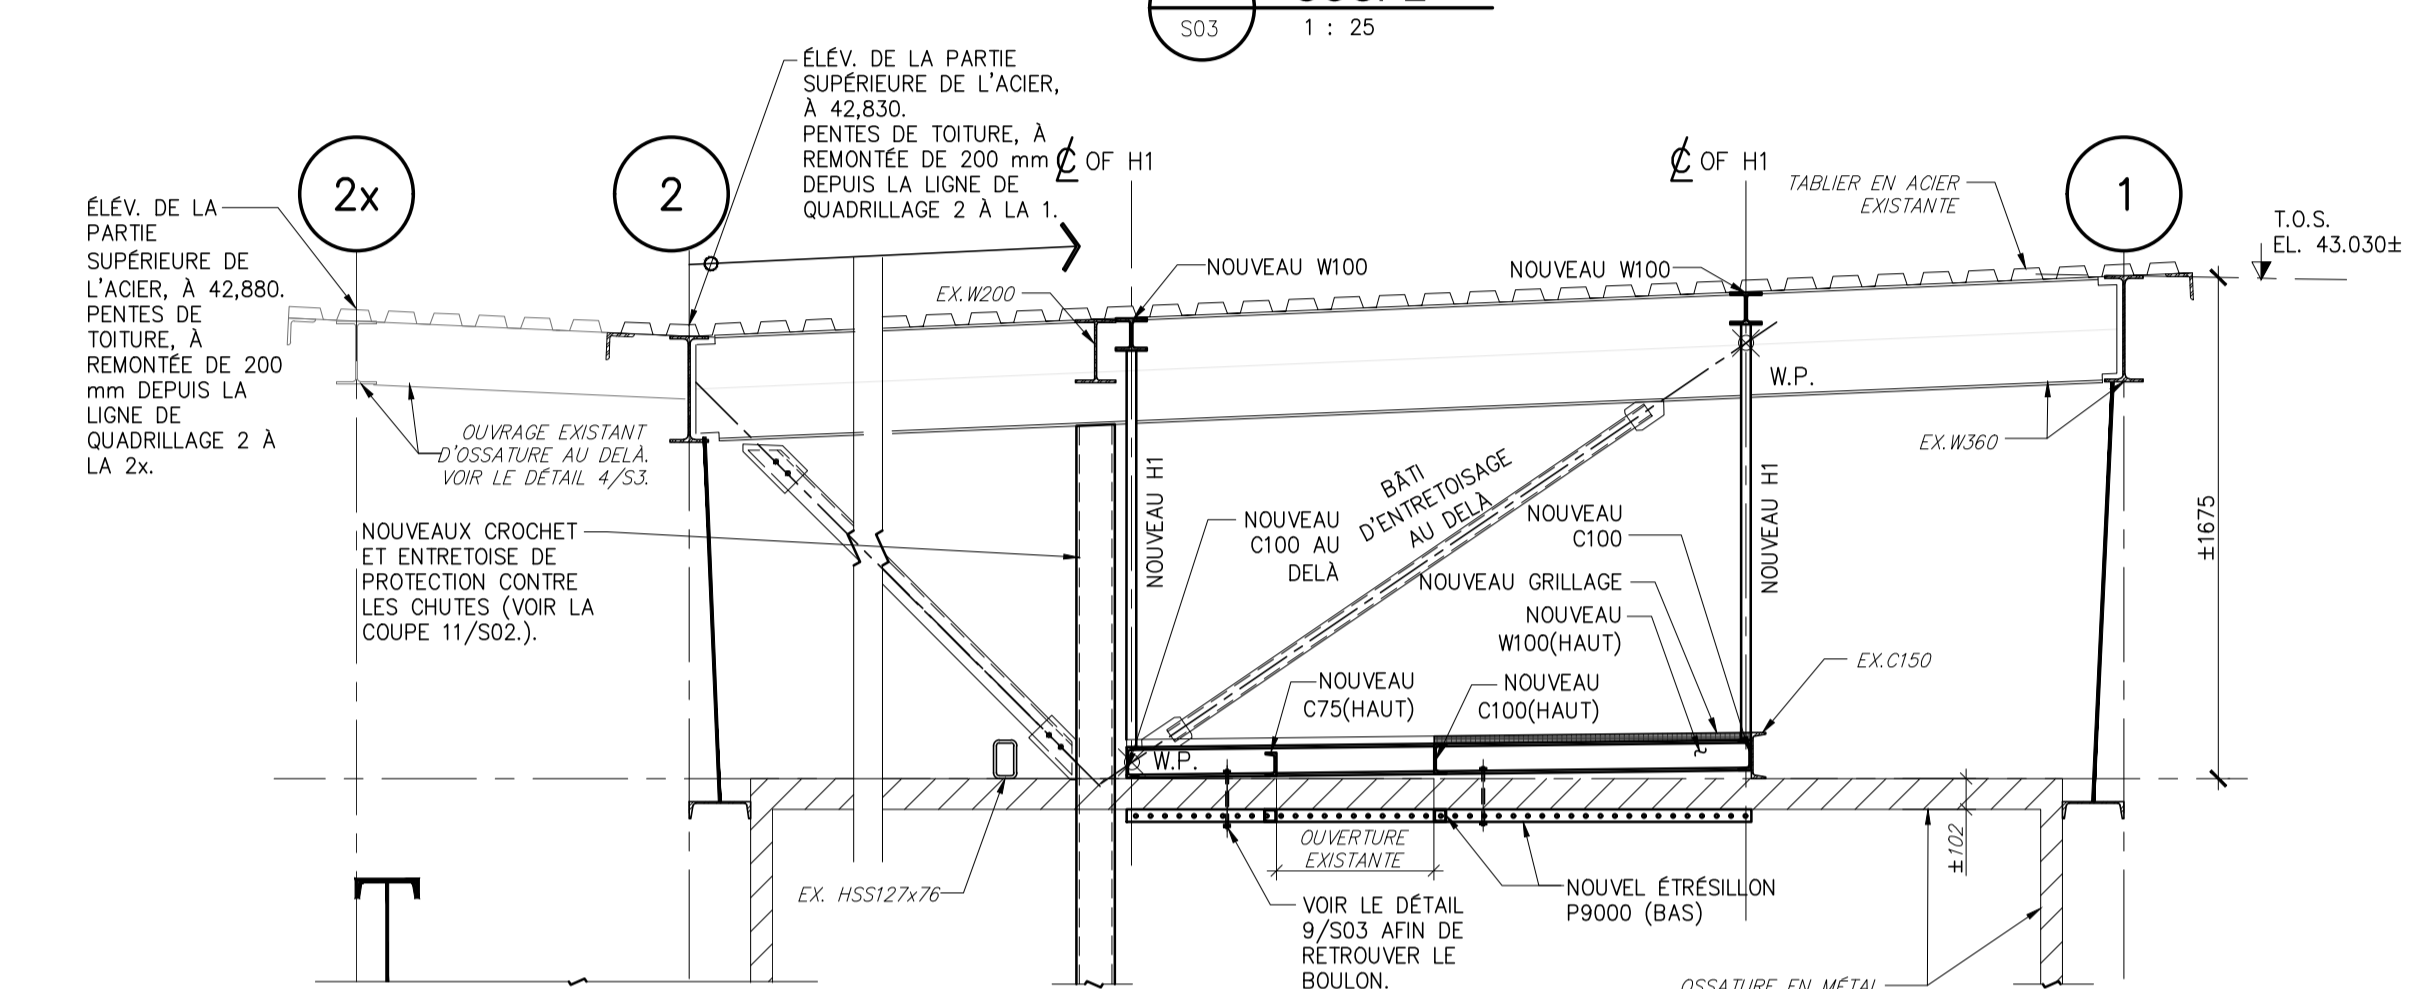 S03
1 : 25
ÉLÉV. DE LA PARTIE
SUPÉRIEURE DE L'ACIER,
À 42,830.
PENTES DE TOITURE, À
REMONTÉE DE 200 mm
DEPUIS LA LIGNE DE
QUADRILLAGE 2 À LA 1.
℄ OF H1
℄ OF H1
2x
2
1
TABLIER EN ACIER
EXISTANTE
T.O.S.
EL. 43.030±
ÉLÉV. DE LA
PARTIE
SUPÉRIEURE DE
L'ACIER, À 42,880.
PENTES DE
TOITURE, À
REMONTÉE DE 200
mm DEPUIS LA
LIGNE DE
QUADRILLAGE 2 À
LA 2x.
NOUVEAU W100
NOUVEAU W100
EX.W200
W.P.
OUVRAGE EXISTANT
D'OSSATURE AU DELÀ.
VOIR LE DÉTAIL 4/S3.
EX.W360
NOUVEAUX CROCHET
ET ENTRETOISE DE
PROTECTION CONTRE
LES CHUTES (VOIR LA
COUPE 11/S02.).
NOUVEAU H1
NOUVEAU
C100 AU
DELÀ
BÂTI
D'ENTRETOISAGE
AU DELÀ
NOUVEAU
C100
NOUVEAU H1
±1675
NOUVEAU GRILLAGE
NOUVEAU
W100(HAUT)
EX.C150
NOUVEAU
C75(HAUT)
NOUVEAU
C100(HAUT)
W.P.
OUVERTURE
EXISTANTE
±102
EX. HSS127x76
VOIR LE DÉTAIL
9/S03 AFIN DE
RETROUVER LE
BOULON.
NOUVEL ÉTRÉSILLON
P9000 (BAS)
OSSATURE EN MÉTAL